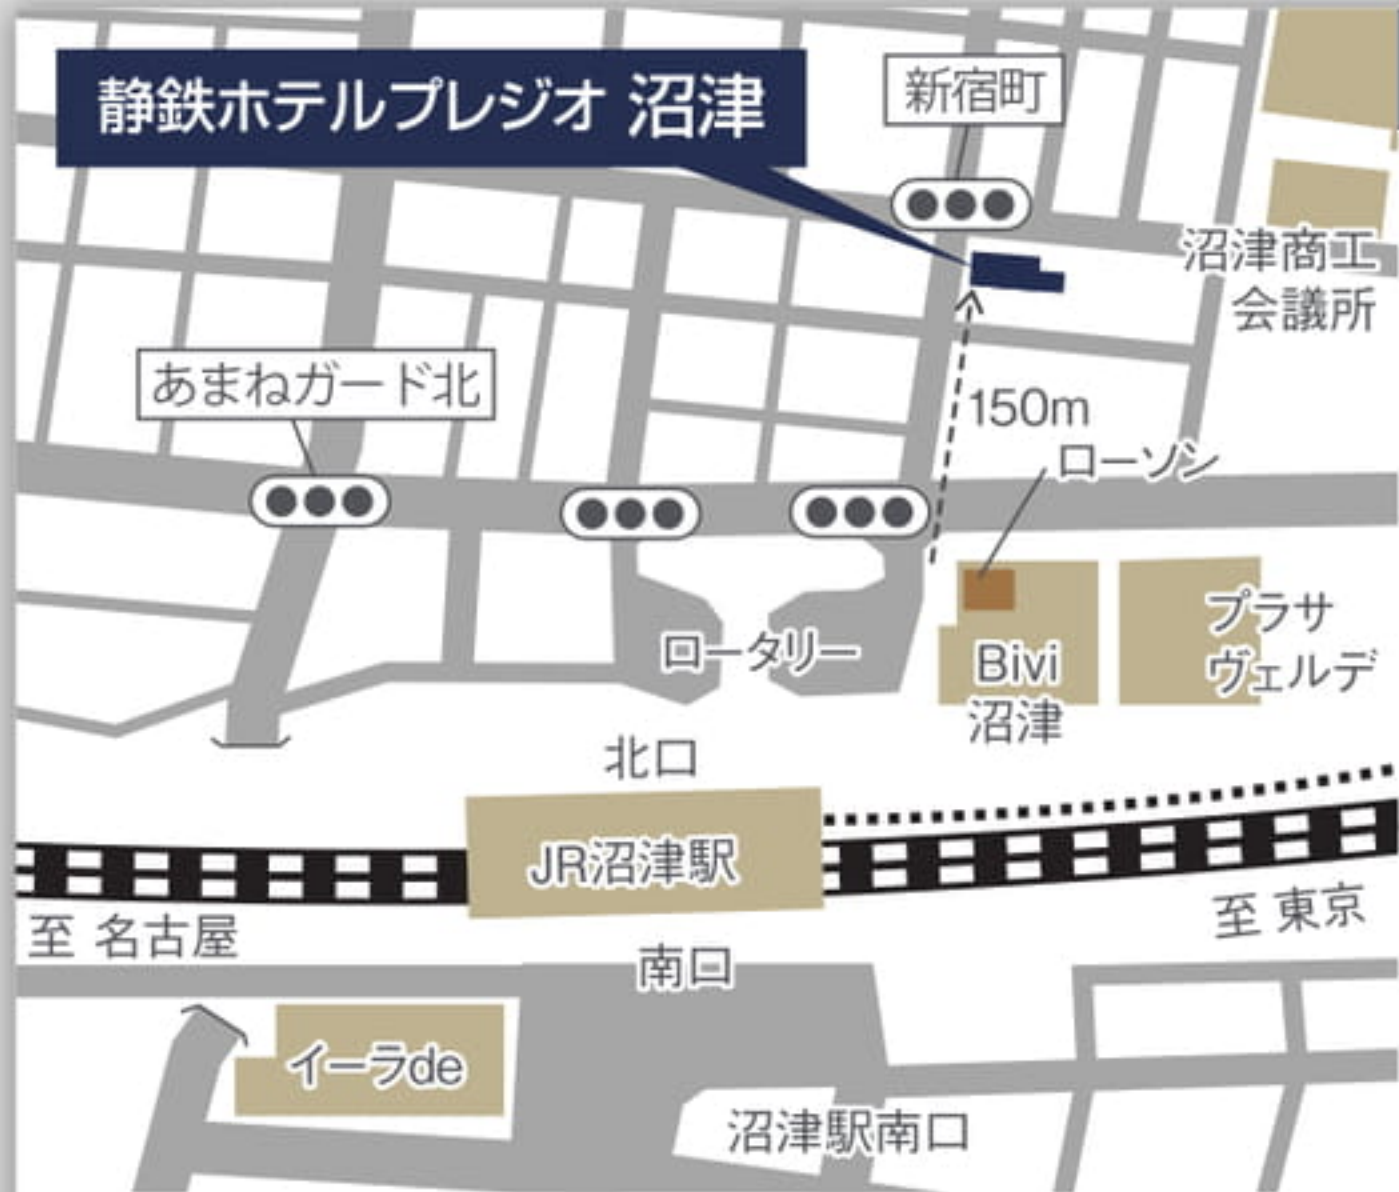 静鉄ホテルプレジオ 沼津
新宿町
沼津商工
会議所
あまねガード北
150m
ローソン
ロータリー
Bivi
沼津
プラサ
ヴェルデ
北口
JR沼津駅
至 名古屋
至 東京
南口
イーラde
沼津駅南口